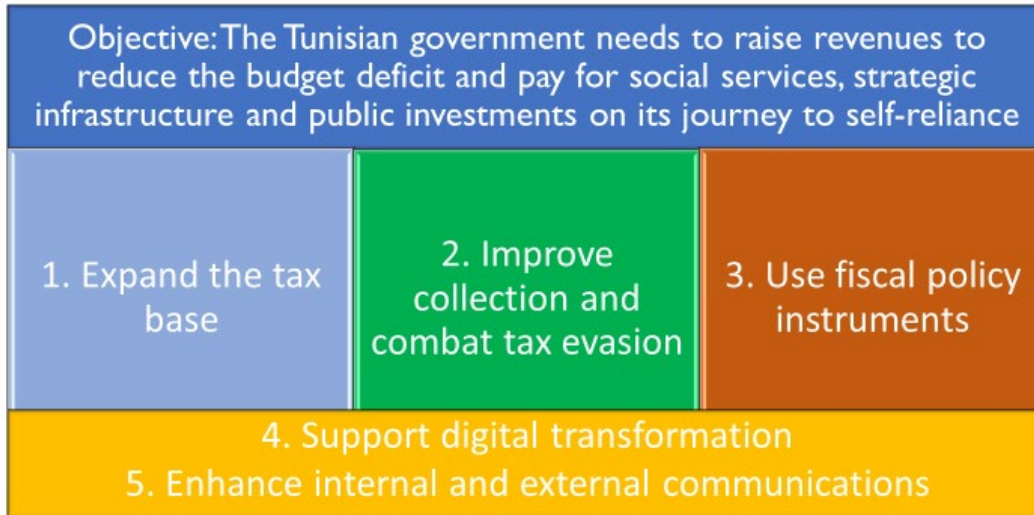 Objective: The Tunisian government needs to raise revenues to
reduce the budget deficit and pay for social services, strategic
infrastructure and public investments on its journey to self-reliance
1. Expand the tax
base
2. Improve
collection and
combat tax evasion
3. Use fiscal policy
instruments
4. Support digital transformation
5. Enhance internal and external communications